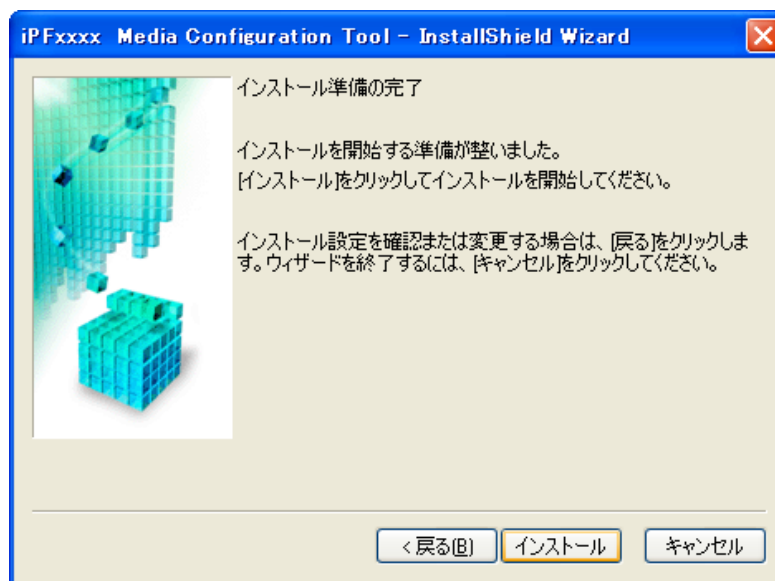 iPFxxxx Media Configuration Tool - InstallShield Wizard
インストール準備の完了
インストールを開始する準備が整いました。
[インストール]をクリックしてインストールを開始してください。
インストール設定を確認または変更する場合は、[戻る]をクリックしま
す。ウィザードを終了するには、[キャンセル]をクリックしてください。
< 戻る(B)
インストール
キャンセル